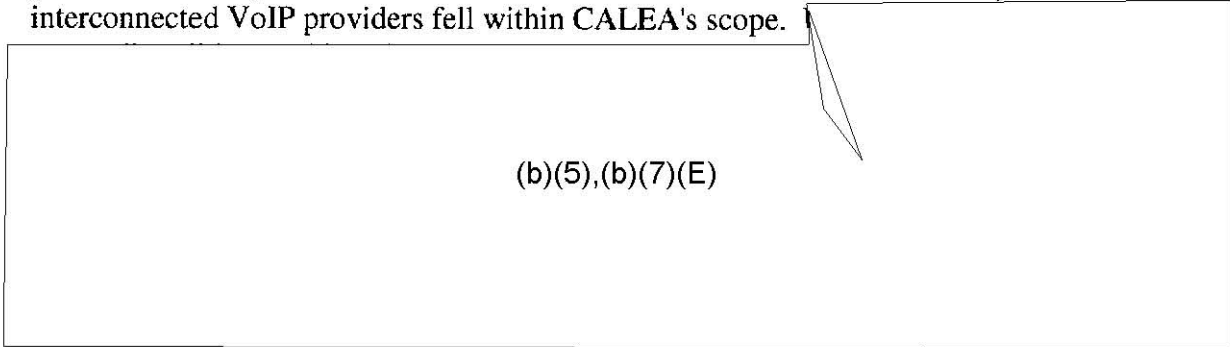 interconnected VoIP providers fell within CALEA's scope.
(b)(5),(b)(7)(E)